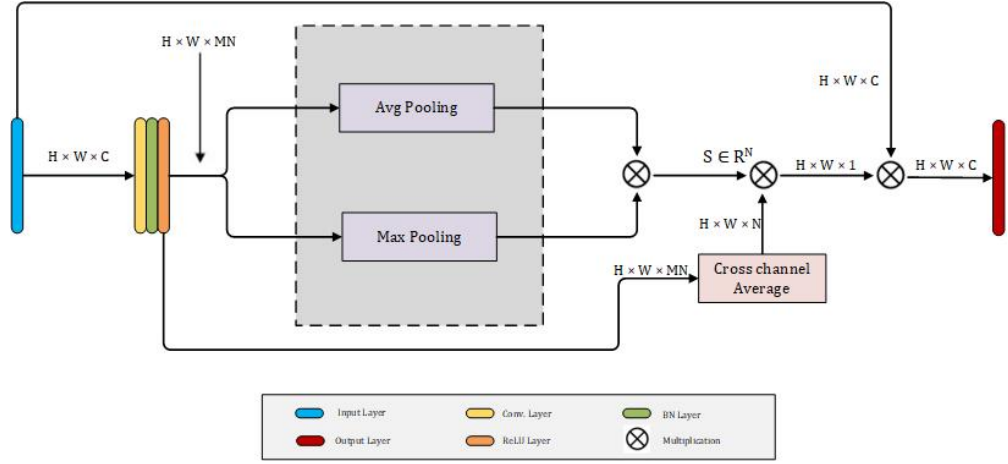 H × W × MN
Avg Pooling
H × W × C
H × W × C
S ∈ R^N
H × W × 1
H × W × C
Max Pooling
H × W × N
H × W × MN
Cross channel
Average
Input Layer
Conv. Layer
BN Layer
Output Layer
ReLU Layer
Multiplication